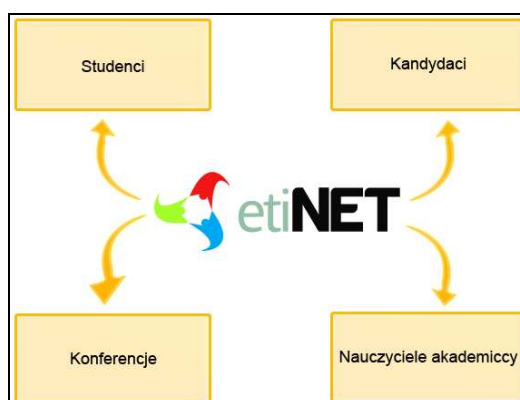 Studenci
Kandydaci
etiNET
Konferencje
Nauczyciele akademiccy